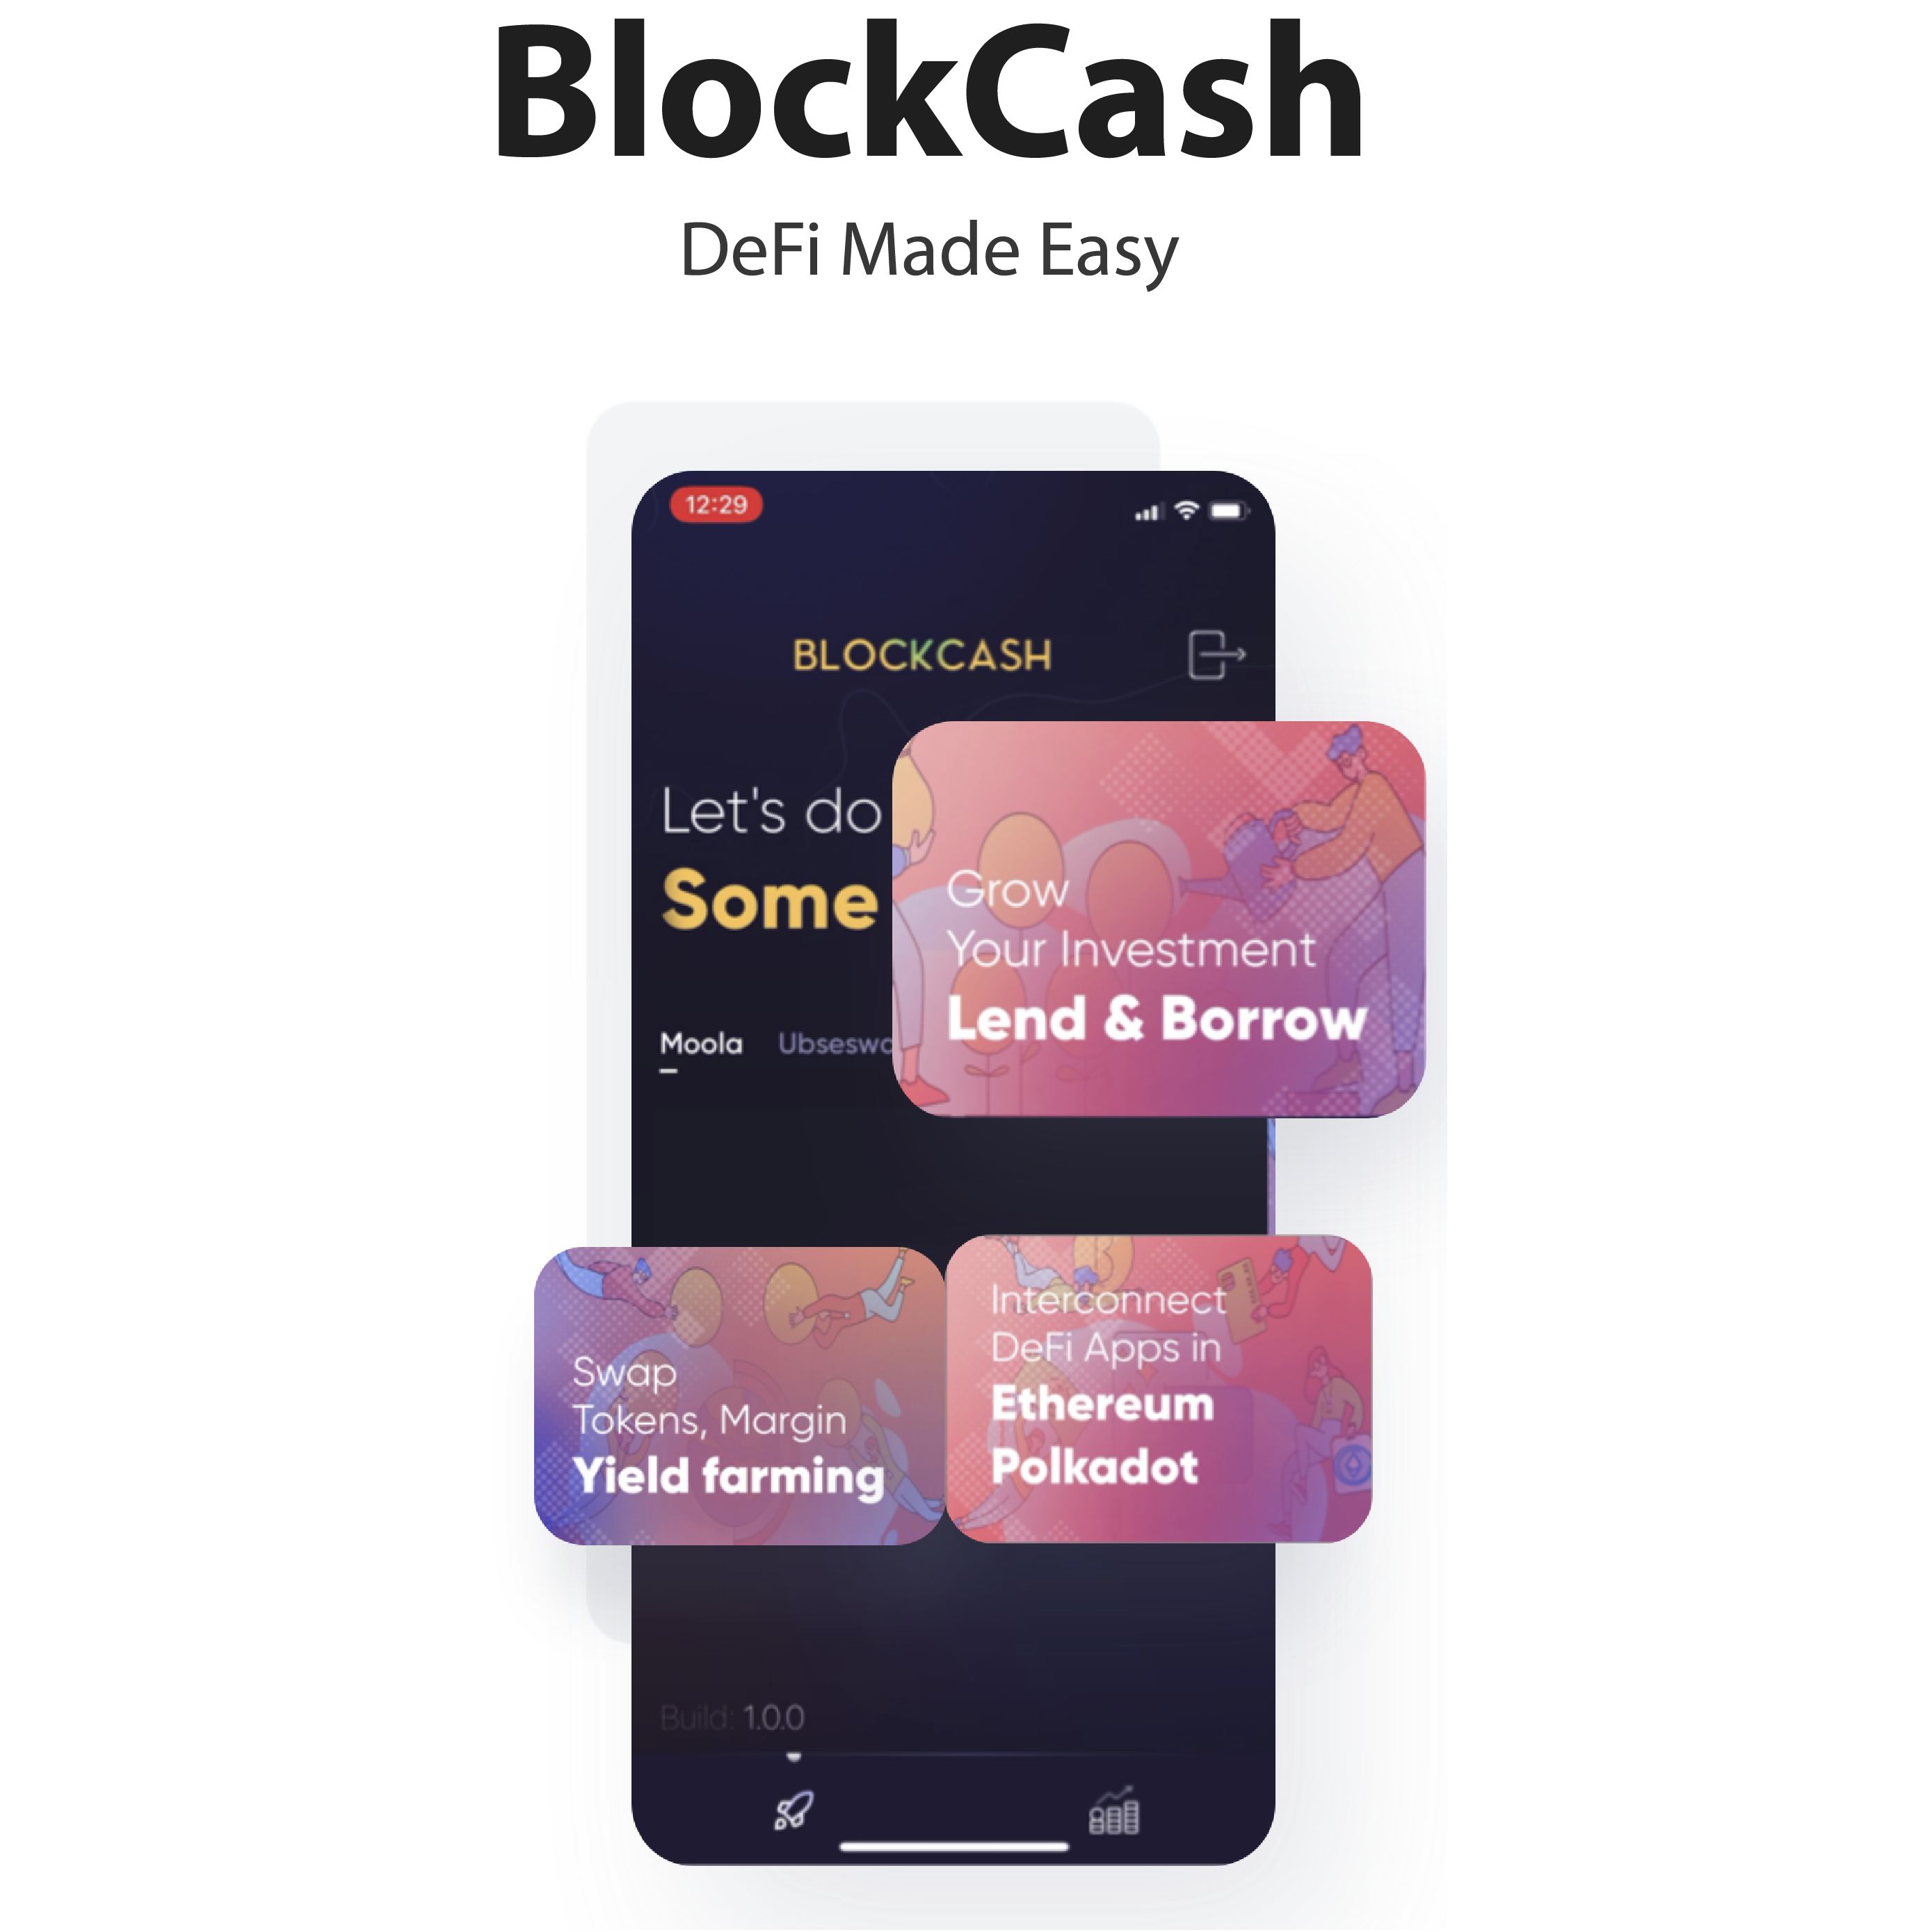 BlockCash
DeFi Made Easy
12:29
BLOCKCASH
Let's do
Some
Grow
Your Investment
Lend & Borrow
Moola Ubseswa
Swap
Tokens, Margin
Yield farming
Interconnect
DeFi Apps in
Ethereum
Polkadot
Build: 1.0.0